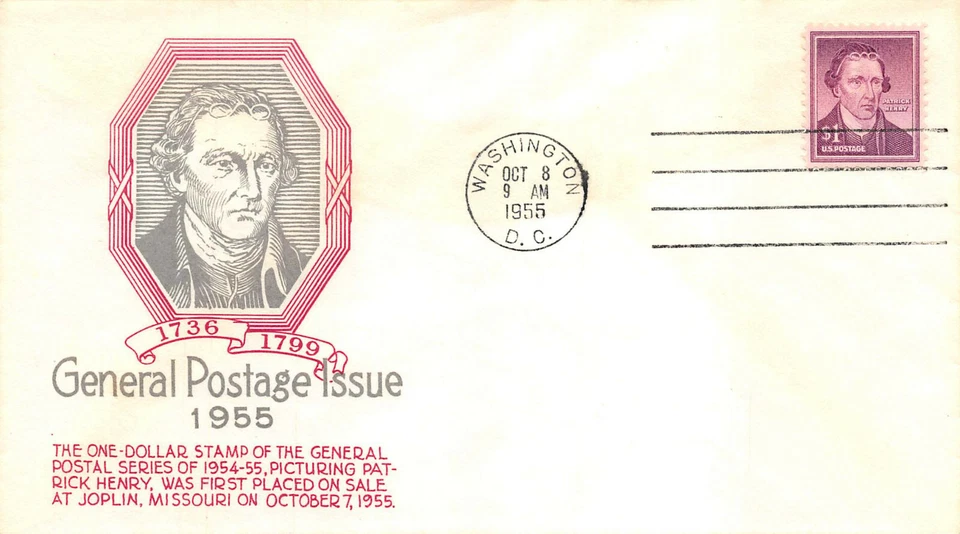 PATRICK
HENRY
$1
U.S. POSTAGE
WASHINGTON
OCT 8
9 AM
1955
D. C.
1736 1799
General Postage Issue
1955
THE ONE-DOLLAR STAMP OF THE GENERAL
POSTAL SERIES OF 1954-55, PICTURING PAT-
RICK HENRY, WAS FIRST PLACED ON SALE
AT JOPLIN, MISSOURI ON OCTOBER 7, 1955.